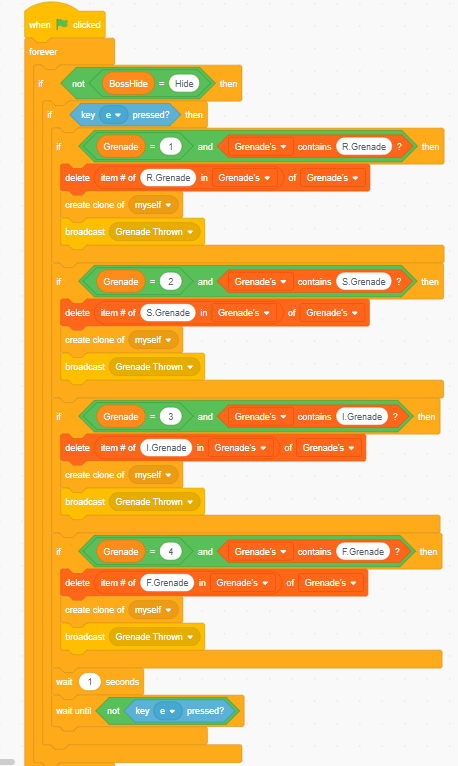 when clicked
forever
if not BossHide = Hide then
if key e pressed? then
if Grenade = 1 and Grenade's contains R.Grenade ? then
delete item # of R.Grenade in Grenade's of Grenade's
create clone of myself
broadcast Grenade Thrown
if Grenade = 2 and Grenade's contains S.Grenade ? then
delete item # of S.Grenade in Grenade's of Grenade's
create clone of myself
broadcast Grenade Thrown
if Grenade = 3 and Grenade's contains I.Grenade ? then
delete item # of I.Grenade in Grenade's of Grenade's
create clone of myself
broadcast Grenade Thrown
if Grenade = 4 and Grenade's contains F.Grenade ? then
delete item # of F.Grenade in Grenade's of Grenade's
create clone of myself
broadcast Grenade Thrown
wait 1 seconds
wait until not key e pressed?